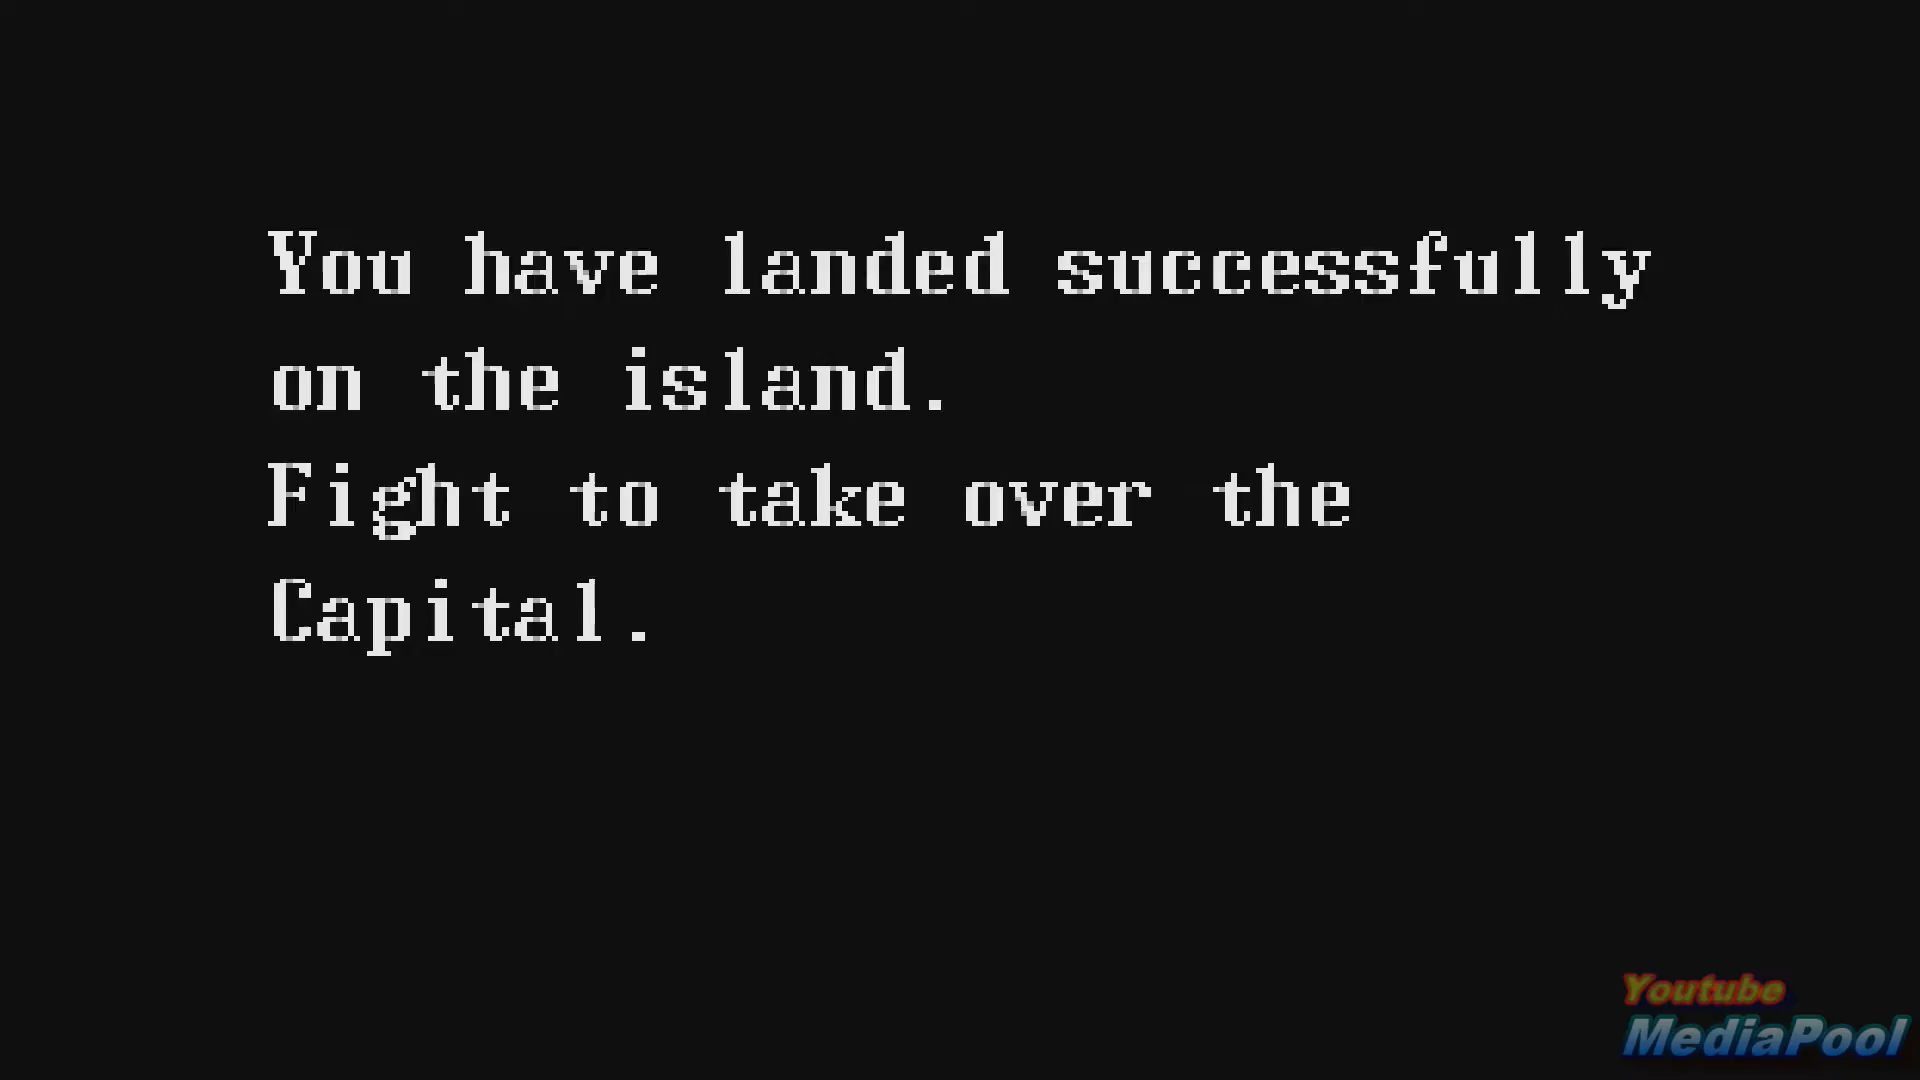 You have landed successfully
on the island.
Fight to take over the
Capital.
Youtube
MediaPool